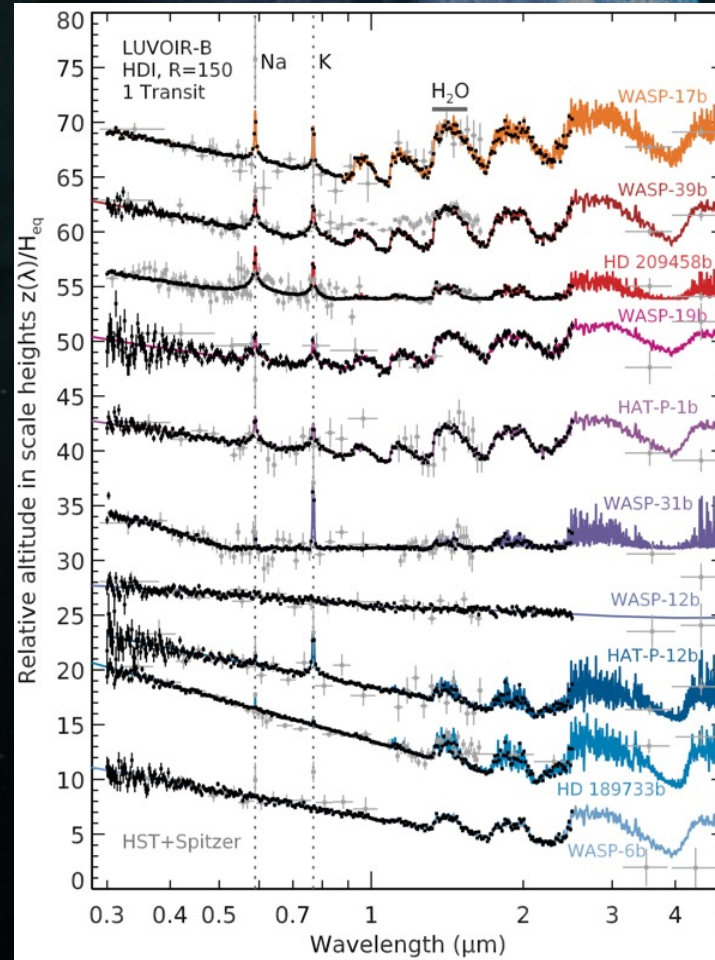 80
75
70
65
60
55
50
45
40
35
30
25
20
15
10
5
0
Relative altitude in scale heights z(λ)/H_eq
LUVOIR-B
HDI, R=150
1 Transit
Na
K
H₂O
WASP-17b
WASP-39b
HD 209458b
WASP-19b
HAT-P-1b
WASP-31b
WASP-12b
HAT-P-12b
HD 189733b
WASP-6b
HST+Spitzer
0.3 0.4 0.5 0.7 1 2 3 4
Wavelength (μm)